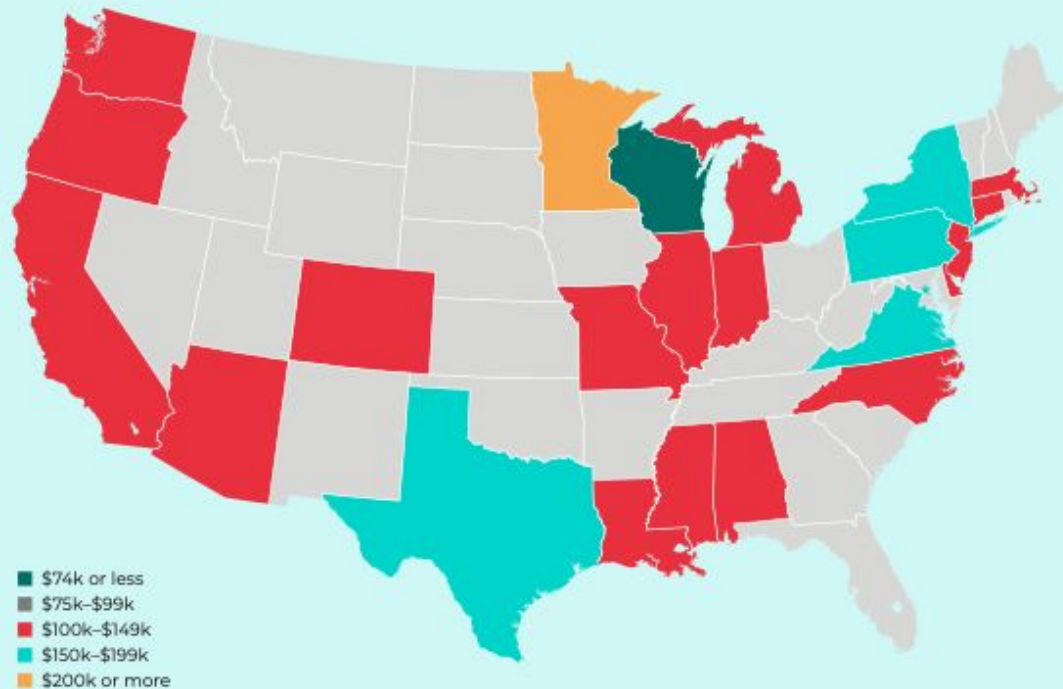 $74k or less
$75k–$99k
$100k–$149k
$150k–$199k
$200k or more